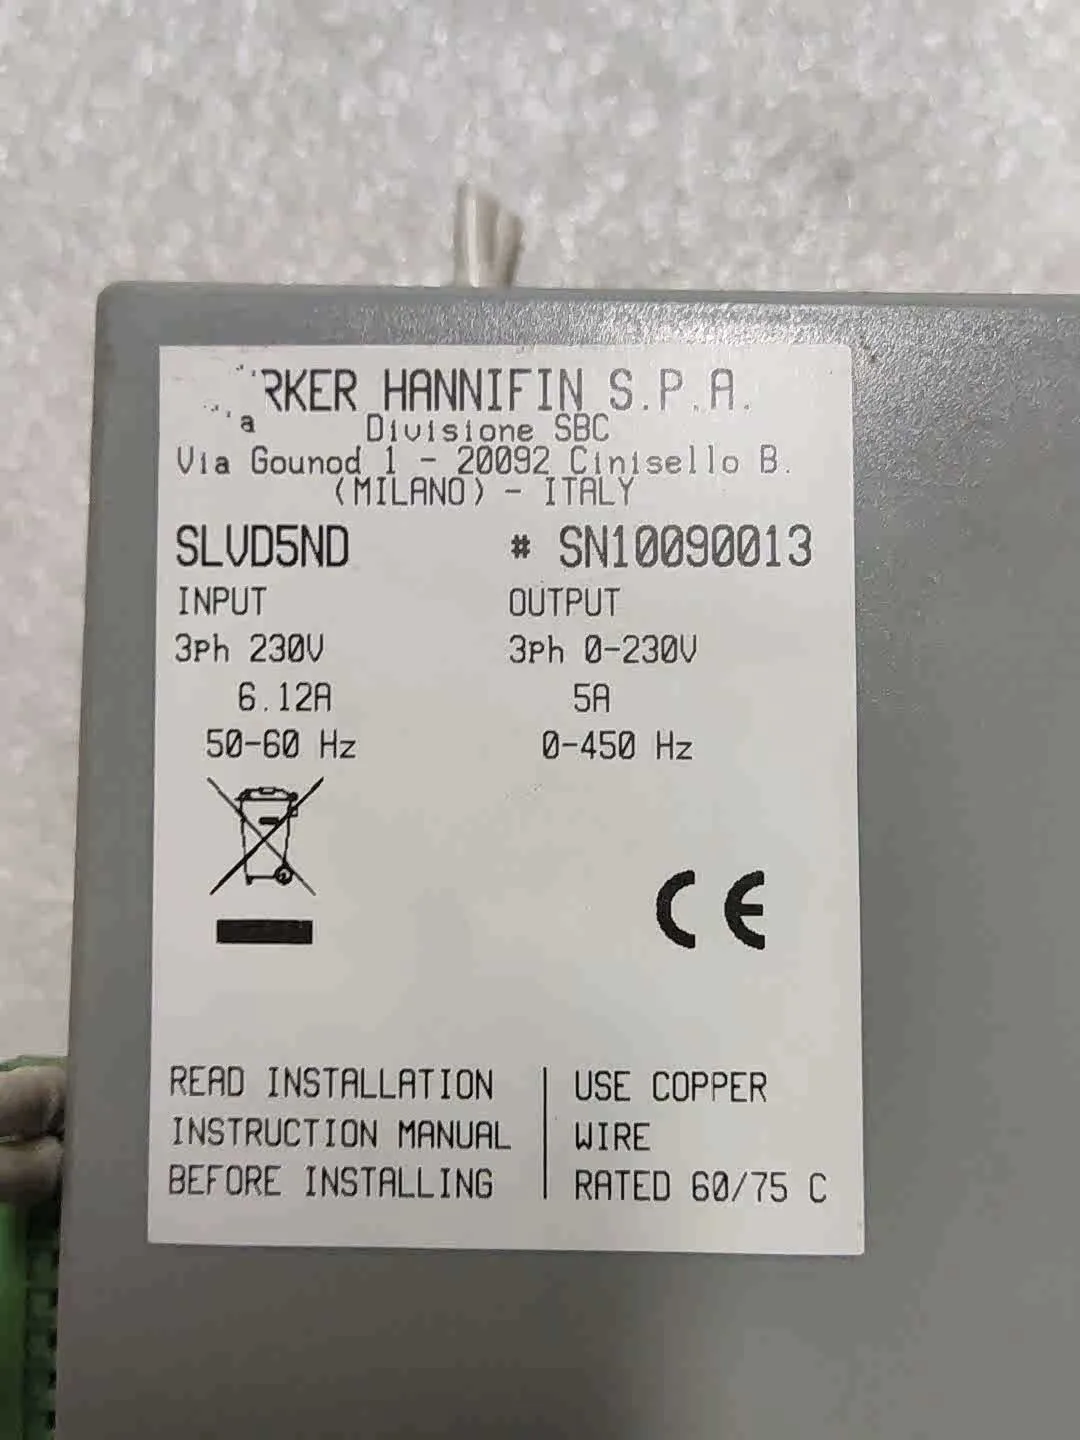 RKER HANNIFIN S.P.A.
a Divisione SBC
Via Gounod 1 - 20092 Cinisello B.
(MILANO) - ITALY
SLVD5ND # SN10090013
INPUT OUTPUT
3Ph 230V 3Ph 0-230V
6.12A 5A
50-60 Hz 0-450 Hz
CE
READ INSTALLATION USE COPPER
INSTRUCTION MANUAL WIRE
BEFORE INSTALLING RATED 60/75 C